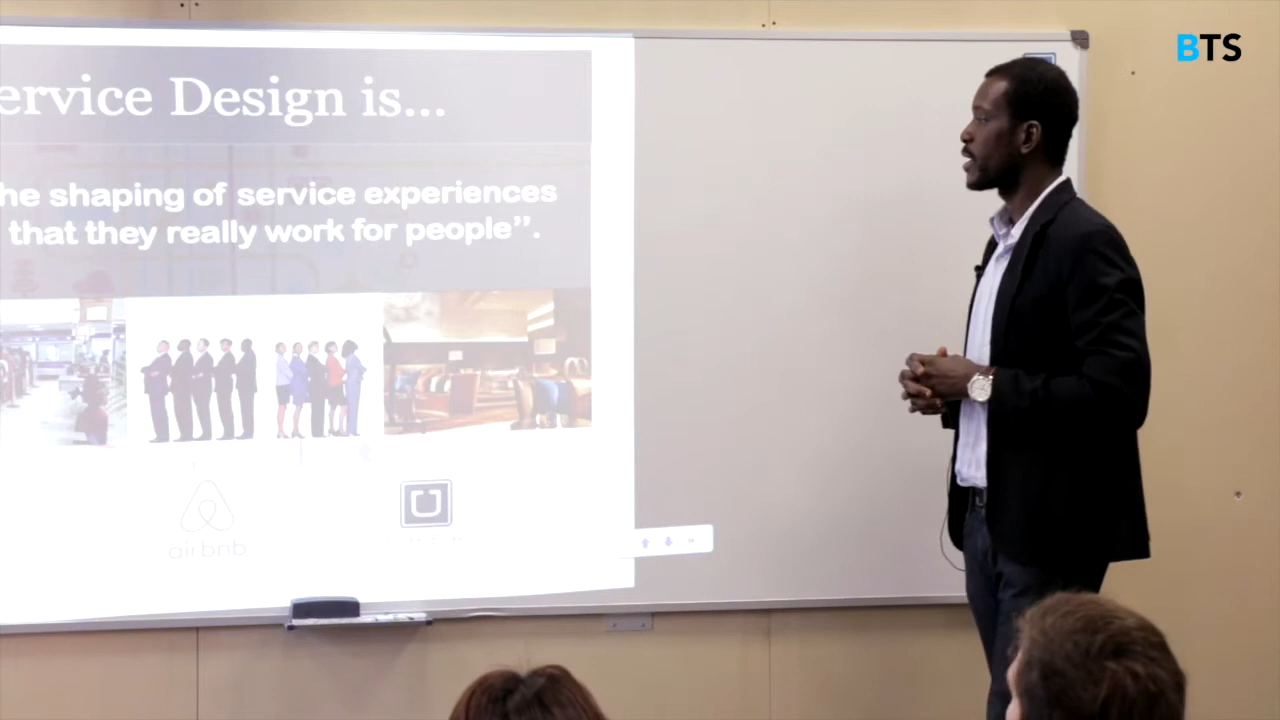 BTS
ervice Design is...
he shaping of service experiences
that they really work for people”.
airbnb